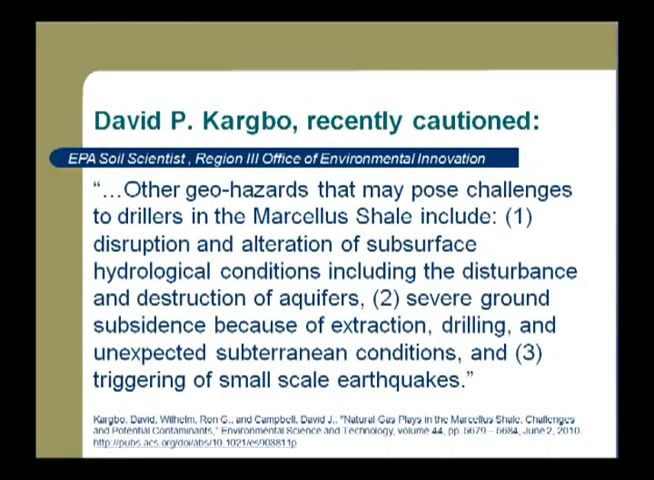 David P. Kargbo, recently cautioned:
EPA Soil Scientist , Region III Office of Environmental Innovation
“…Other geo-hazards that may pose challenges
to drillers in the Marcellus Shale include: (1)
disruption and alteration of subsurface
hydrological conditions including the disturbance
and destruction of aquifers, (2) severe ground
subsidence because of extraction, drilling, and
unexpected subterranean conditions, and (3)
triggering of small scale earthquakes.”
Kargbo, David, Wilhelm, Ron G., and Campbell, David J., "Natural Gas Plays in the Marcellus Shale: Challenges
and Potential Contaminants," Environmental Science and Technology, volume 44, pp. 5679 – 5684, June 2, 2010.
http://pubs.acs.org/doi/abs/10.1021/es903811p